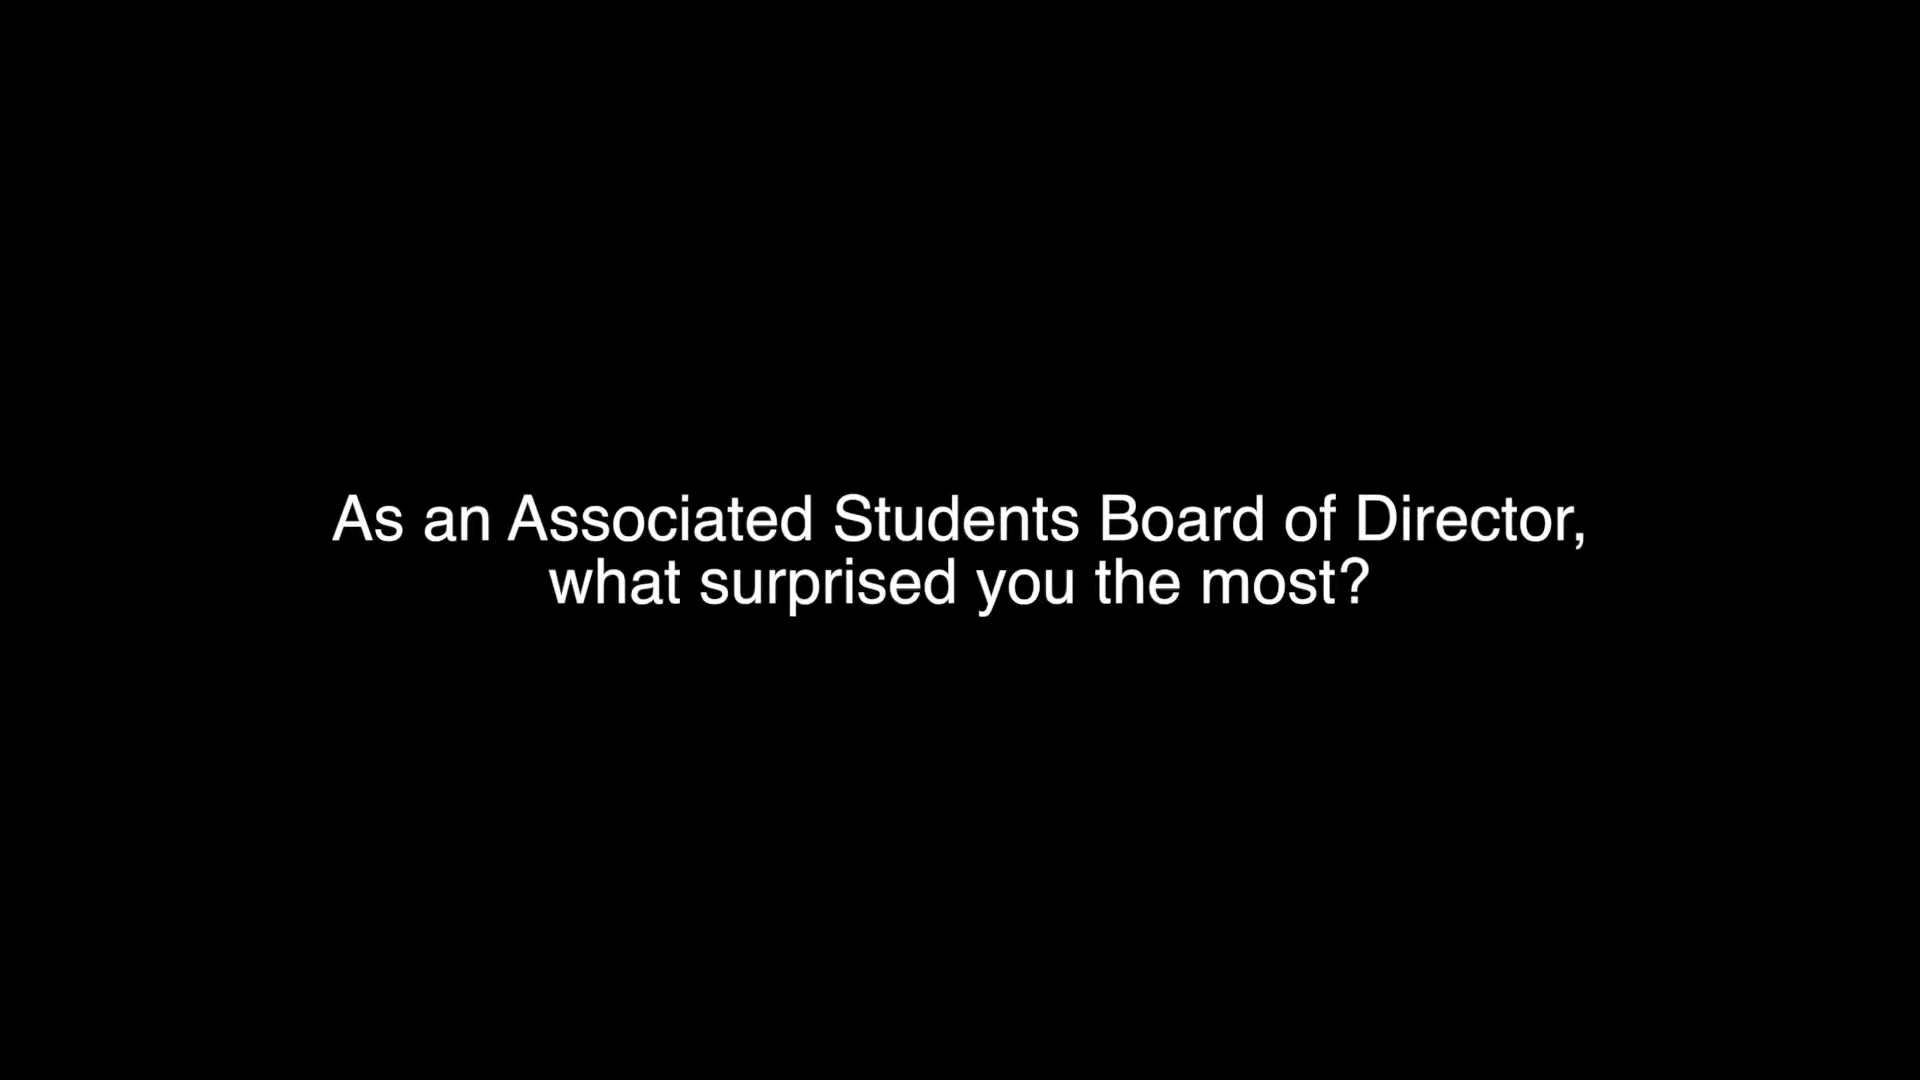 As an Associated Students Board of Director,
what surprised you the most?